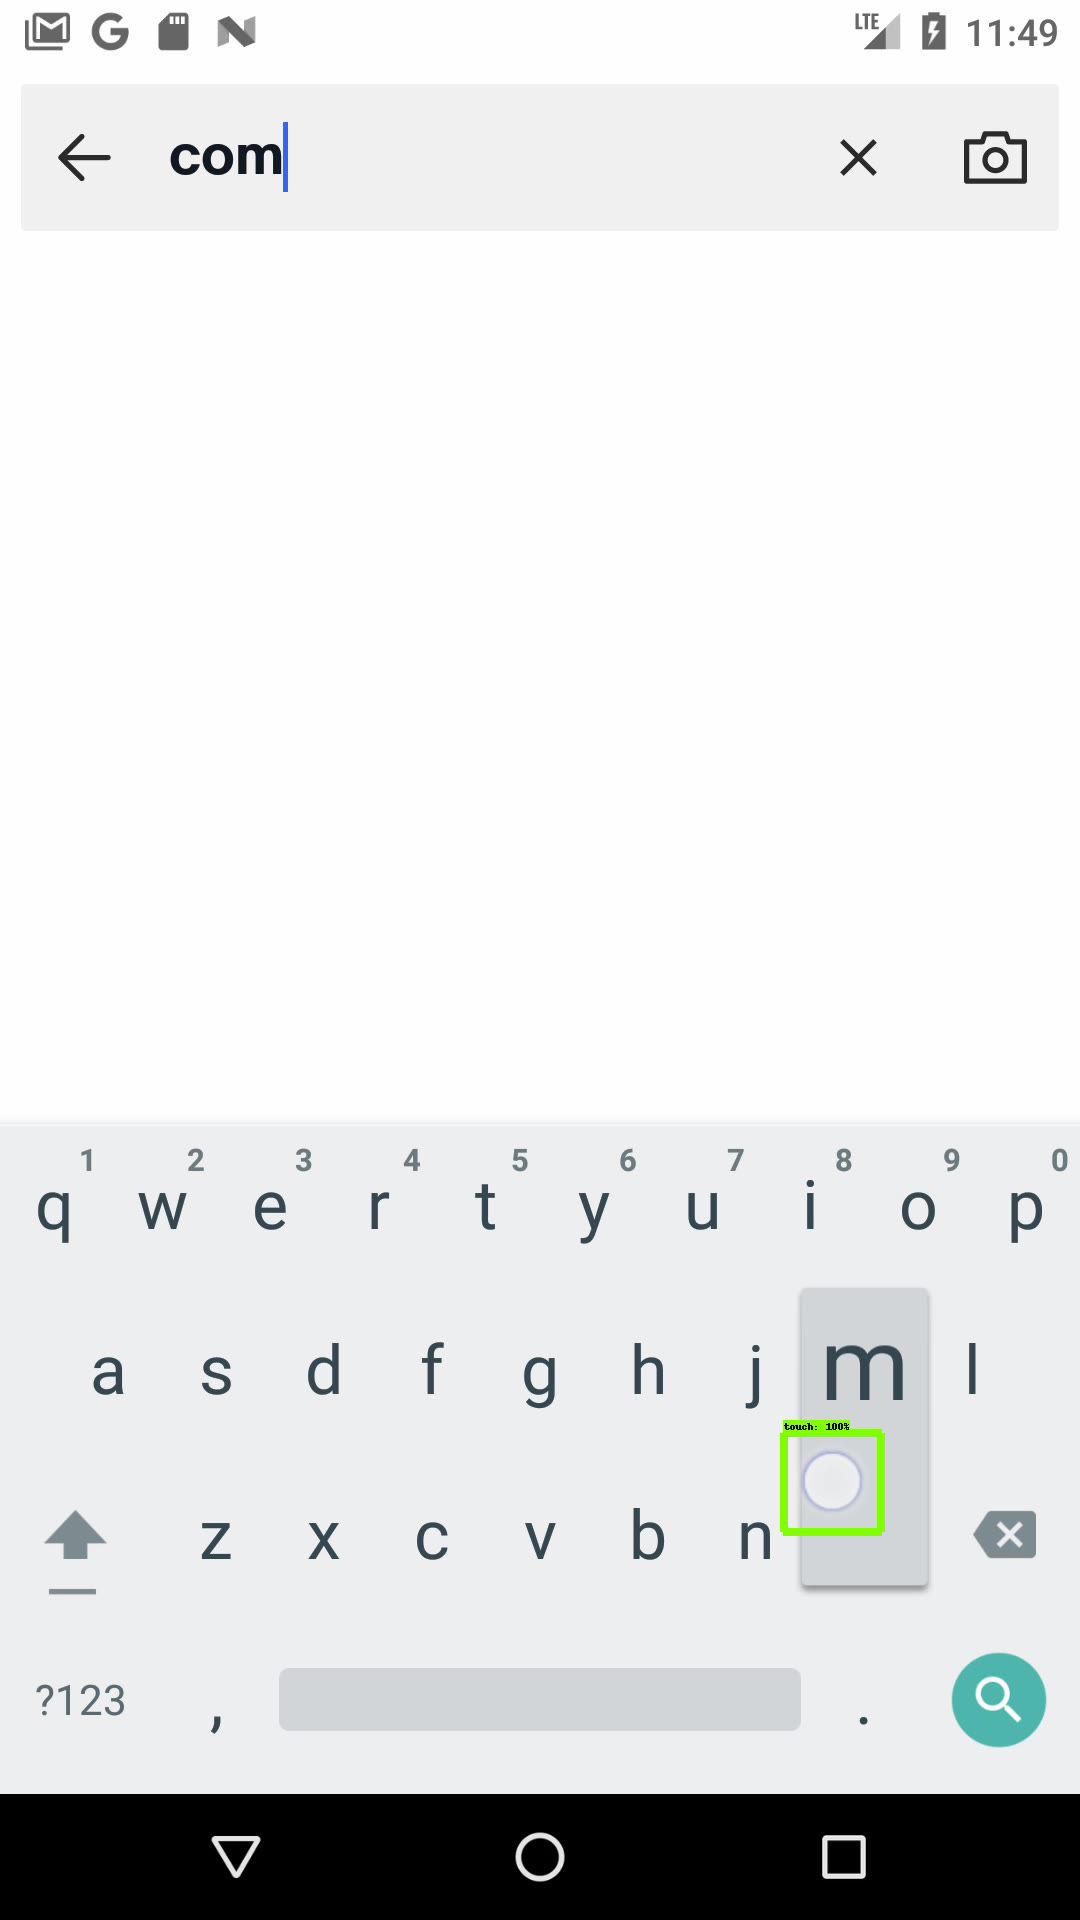 LTE 11:49
com
1 2 3 4 5 6 7 8 9 0
q w e r t y u i o p
a s d f g h j m l
touch: 100%
z x c v b n
?123 , .